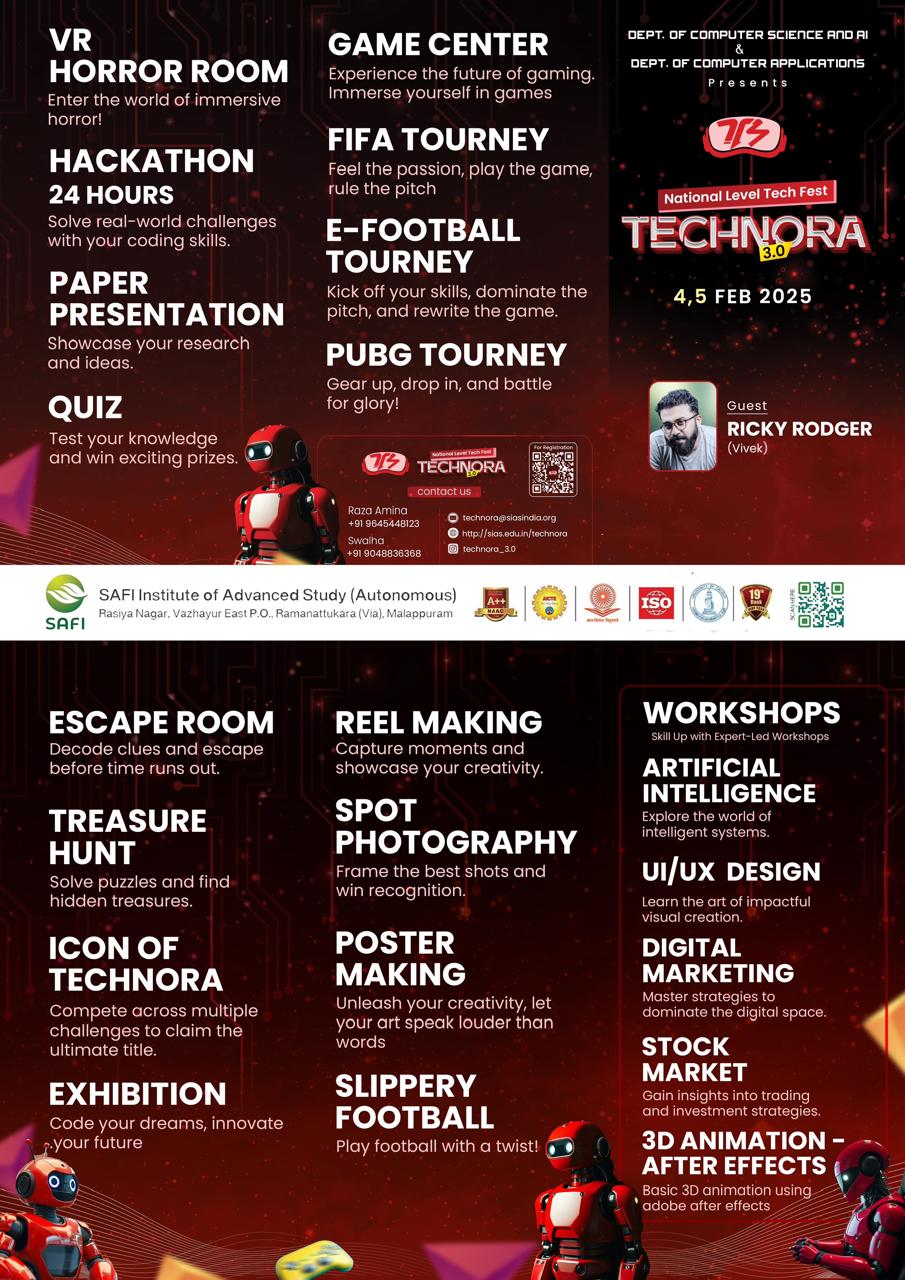 VR
HORROR ROOM
Enter the world of immersive
horror!
HACKATHON
24 HOURS
Solve real-world challenges
with your coding skills.
PAPER
PRESENTATION
Showcase your research
and ideas.
QUIZ
Test your knowledge
and win exciting prizes.
GAME CENTER
Experience the future of gaming.
Immerse yourself in games
FIFA TOURNEY
Feel the passion, play the game,
rule the pitch
E-FOOTBALL
TOURNEY
Kick off your skills, dominate the
pitch, and rewrite the game.
PUBG TOURNEY
Gear up, drop in, and battle
for glory!
National Level Tech Fest
TECHNORA
3.0
For Registration
contact us
Raza Amina
+91 9645448123
Swalha
+91 9048836368
technora@siasindia.org
http://sias.edu.in/technora
technora_3.0
DEPT. OF COMPUTER SCIENCE AND AI
&
DEPT. OF COMPUTER APPLICATIONS
Presents
National Level Tech Fest
TECHNORA
3.0
4,5 FEB 2025
Guest
RICKY RODGER
(Vivek)
SAFI
SAFI Institute of Advanced Study (Autonomous)
Rasiya Nagar, Vazhayur East P.O., Ramanattukara (Via), Malappuram
A++
NAAC
AICTE
ISO
19th
Rank
SCAN HERE
ESCAPE ROOM
Decode clues and escape
before time runs out.
TREASURE
HUNT
Solve puzzles and find
hidden treasures.
ICON OF
TECHNORA
Compete across multiple
challenges to claim the
ultimate title.
EXHIBITION
Code your dreams, innovate
.your future
REEL MAKING
Capture moments and
showcase your creativity.
SPOT
PHOTOGRAPHY
Frame the best shots and
win recognition.
POSTER
MAKING
Unleash your creativity, let
your art speak louder than
words
SLIPPERY
FOOTBALL
Play football with a twist!
WORKSHOPS
Skill Up with Expert-Led Workshops
ARTIFICIAL
INTELLIGENCE
Explore the world of
intelligent systems.
UI/UX DESIGN
Learn the art of impactful
visual creation.
DIGITAL
MARKETING
Master strategies to
dominate the digital space.
STOCK
MARKET
Gain insights into trading
and investment strategies.
3D ANIMATION -
AFTER EFFECTS
Basic 3D animation using
adobe after effects